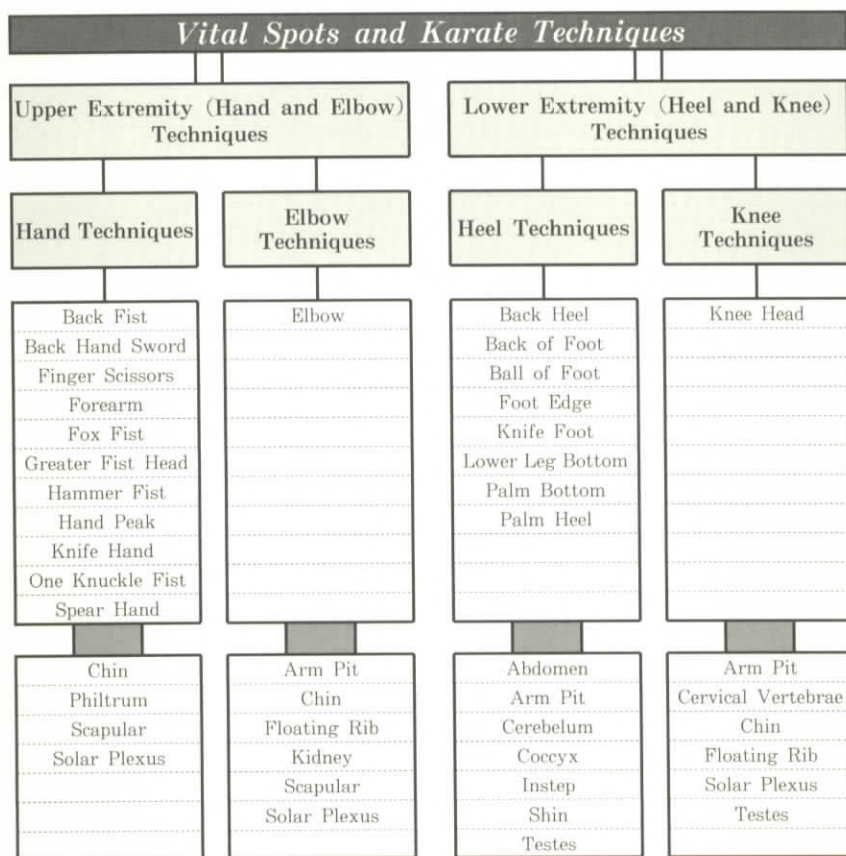 Vital Spots and Karate Techniques
Upper Extremity (Hand and Elbow)
Techniques
Lower Extremity (Heel and Knee)
Techniques
Hand Techniques
Elbow
Techniques
Heel Techniques
Knee
Techniques
Back Fist
Back Hand Sword
Finger Scissors
Forearm
Fox Fist
Greater Fist Head
Hammer Fist
Hand Peak
Knife Hand
One Knuckle Fist
Spear Hand
Elbow
Back Heel
Back of Foot
Ball of Foot
Foot Edge
Knife Foot
Lower Leg Bottom
Palm Bottom
Palm Heel
Knee Head
Chin
Philtrum
Scapular
Solar Plexus
Arm Pit
Chin
Floating Rib
Kidney
Scapular
Solar Plexus
Abdomen
Arm Pit
Cerebelum
Coccyx
Instep
Shin
Testes
Arm Pit
Cervical Vertebrae
Chin
Floating Rib
Solar Plexus
Testes